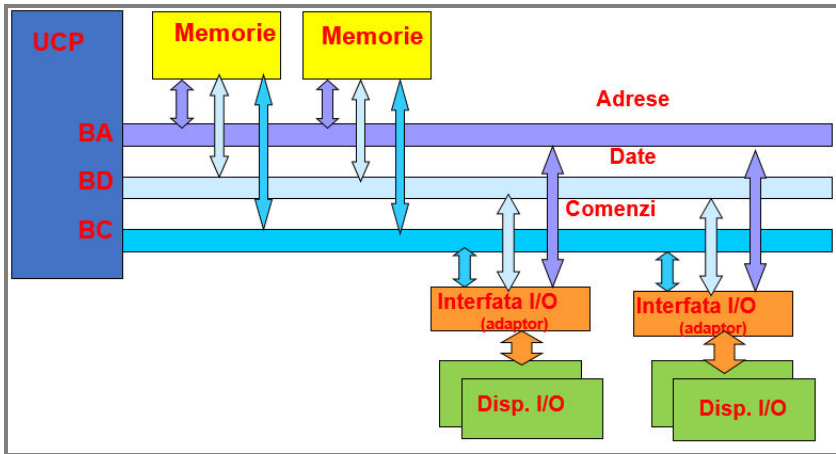 UCP
Memorie
Memorie
Adrese
BA
Date
BD
Comenzi
BC
Interfata I/O
(adaptor)
Interfata I/O
(adaptor)
Disp. I/O
Disp. I/O